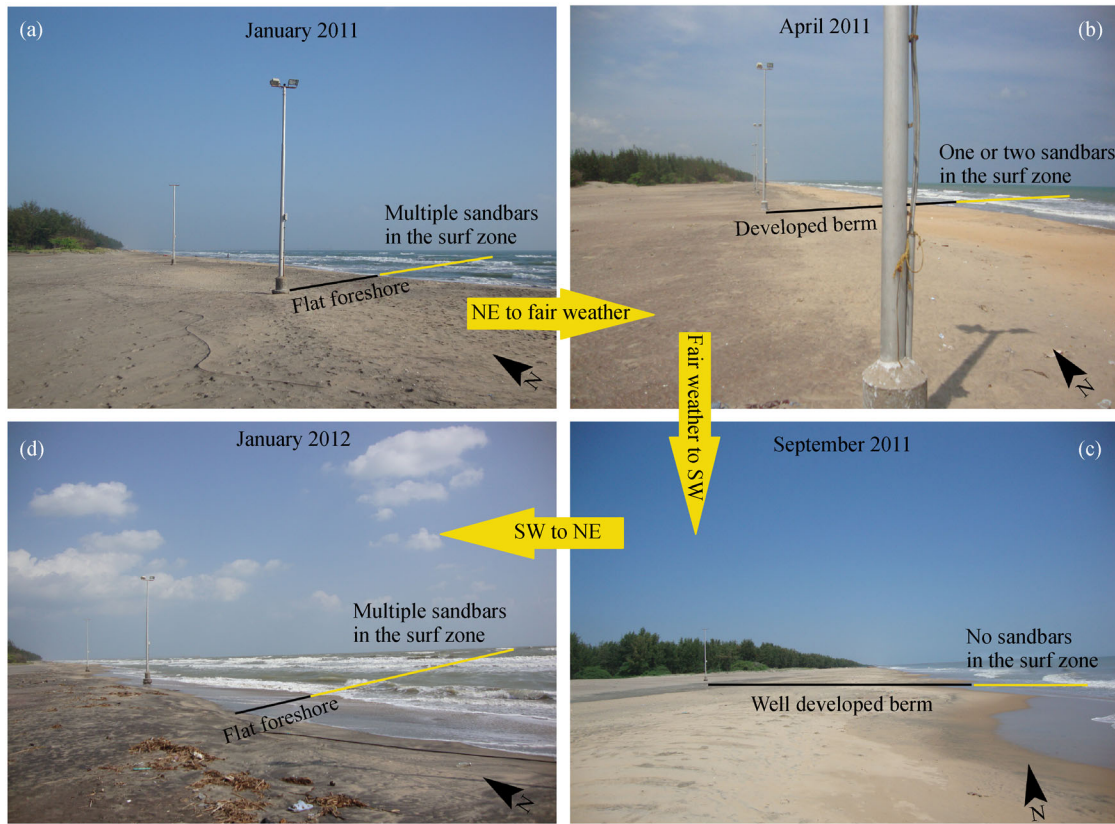 (a)
January 2011
Multiple sandbars
in the surf zone
Flat foreshore
N
April 2011
(b)
One or two sandbars
in the surf zone
Developed berm
N
NE to fair weather
Fair weather to SW
(d)
January 2012
Multiple sandbars
in the surf zone
Flat foreshore
N
SW to NE
September 2011
(c)
No sandbars
in the surf zone
Well developed berm
N